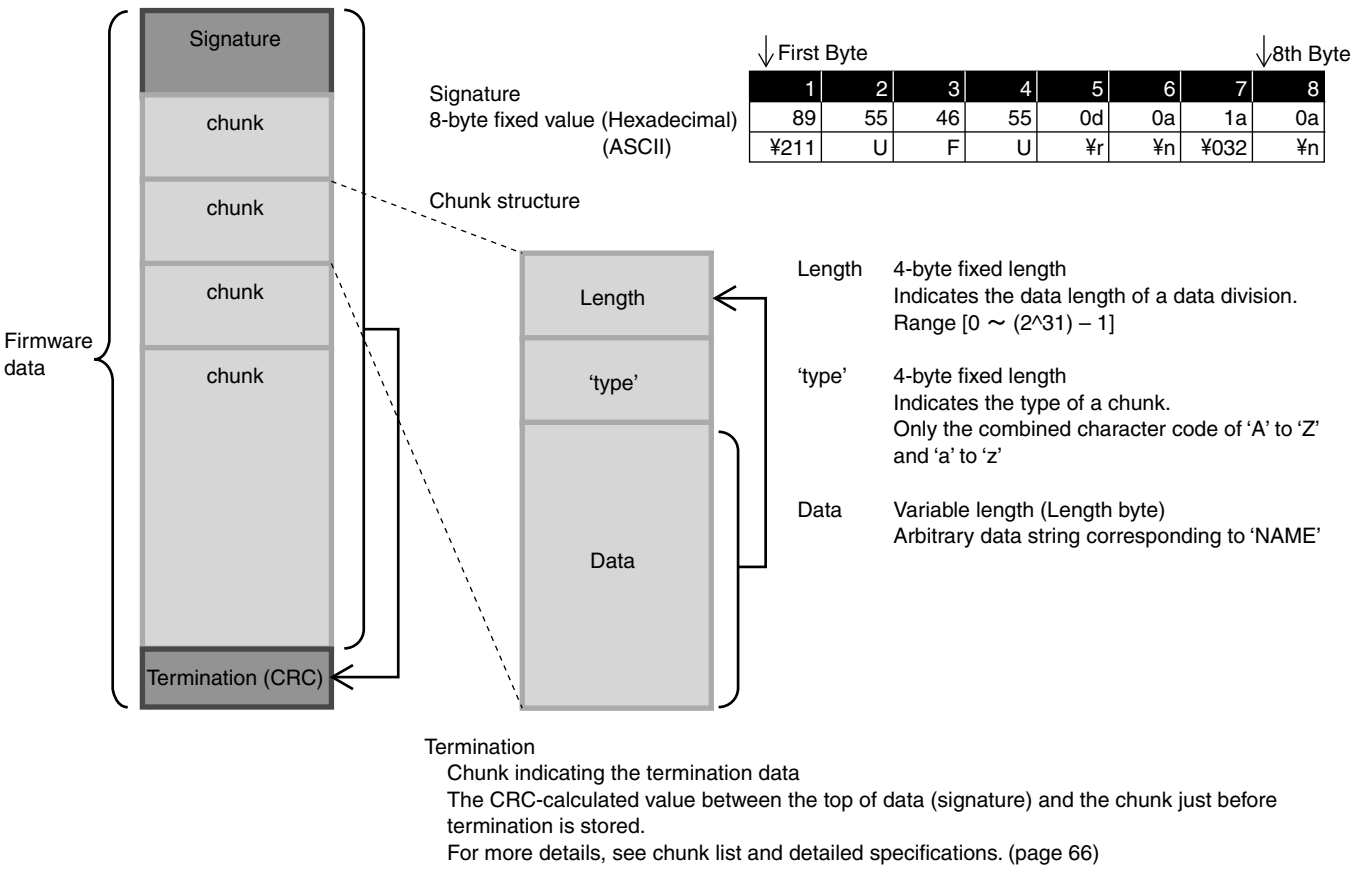 Signature
chunk
chunk
chunk
chunk
Firmware
data
Termination (CRC)
First Byte
8th Byte
Signature
8-byte fixed value (Hexadecimal)
(ASCII)
1 2 3 4 5 6 7 8
89 55 46 55 0d 0a 1a 0a
¥211 U F U ¥r ¥n ¥032 ¥n
Chunk structure
Length
'type'
Data
Length 4-byte fixed length
Indicates the data length of a data division.
Range [0 ~ (2^31) – 1]
‘type’ 4-byte fixed length
Indicates the type of a chunk.
Only the combined character code of ‘A’ to ‘Z’
and ‘a’ to ‘z’
Data Variable length (Length byte)
Arbitrary data string corresponding to ‘NAME’
Termination
Chunk indicating the termination data
The CRC-calculated value between the top of data (signature) and the chunk just before
termination is stored.
For more details, see chunk list and detailed specifications. (page 66)